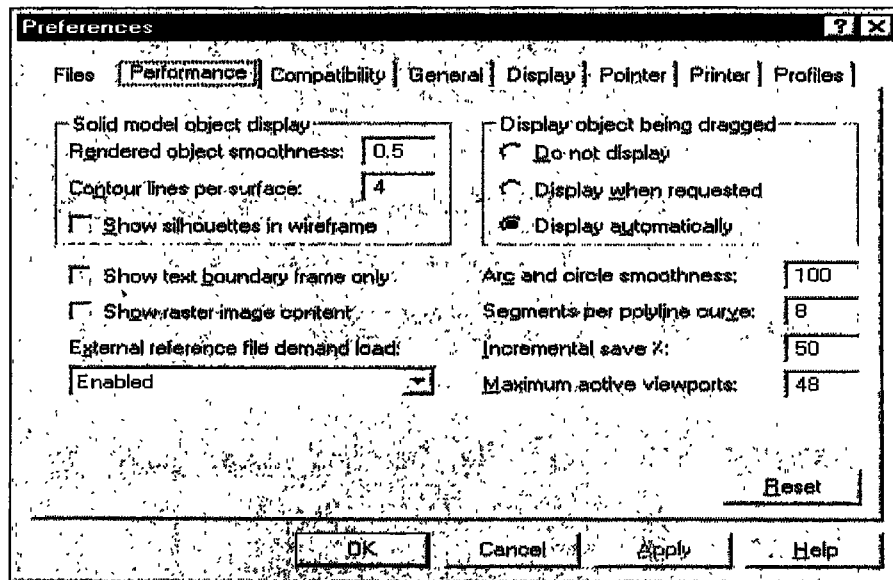 Preferences ? X
Files Performance Compatibility General Display Pointer Printer Profiles
Solid model object display
Rendered object smoothness: 0.5
Contour lines per surface: 4
Show silhouettes in wireframe
Display object being dragged
Do not display
Display when requested
Display automatically
Show text boundary frame only
Show raster image content
External reference file demand load:
Enabled
Arc and circle smoothness: 100
Segments per polyline curve: 8
Incremental save %: 50
Maximum active viewports: 48
Reset
OK Cancel Apply Help